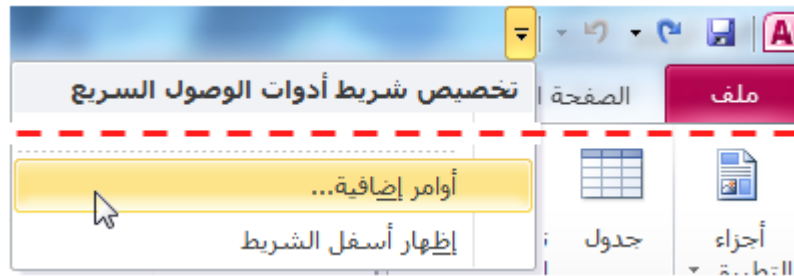 تخصيص شريط أدوات الوصول السريع
ملف
الصفحة
أوامر إضافية...
إظهار أسفل الشريط
أجزاء
جدول